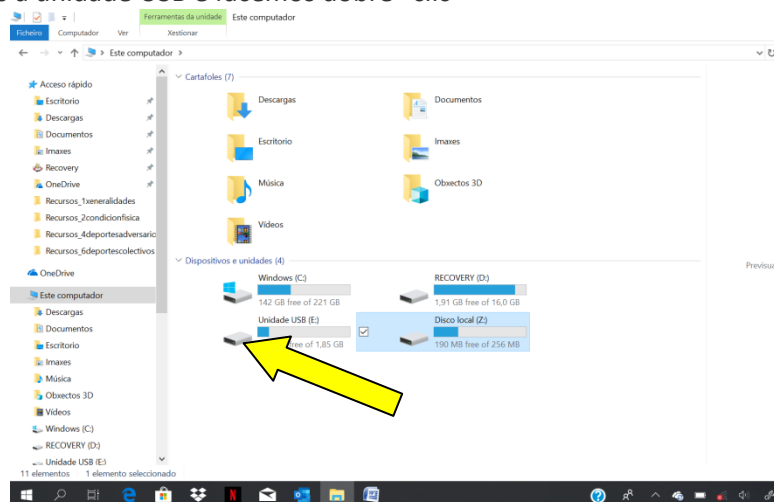 a unidade USB e facemos dobre
Ferramentas da unidade Este computador
Ficheiro Computador Ver Xestionar
Este computador
Acceso rápido
Escritorio
Descargas
Documentos
Imaxes
Recovery
OneDrive
Recursos_1xeneralidades
Recursos_2condicionfisica
Recursos_4deportesadversario
Recursos_6deportescolectivos
OneDrive
Este computador
Descargas
Documentos
Escritorio
Imaxes
Música
Obxectos 3D
Vídeos
Windows (C:)
RECOVERY (D:)
Unidade USB (E:)
Cartafoles (7)
Descargas
Documentos
Escritorio
Imaxes
Música
Obxectos 3D
Vídeos
Dispositivos e unidades (4)
Windows (C:)
142 GB free of 221 GB
RECOVERY (D:)
1,91 GB free of 16,0 GB
Unidade USB (E:)
free of 1,85 GB
Disco local (Z:)
190 MB free of 256 MB
Previsua
11 elementos 1 elemento seleccionado